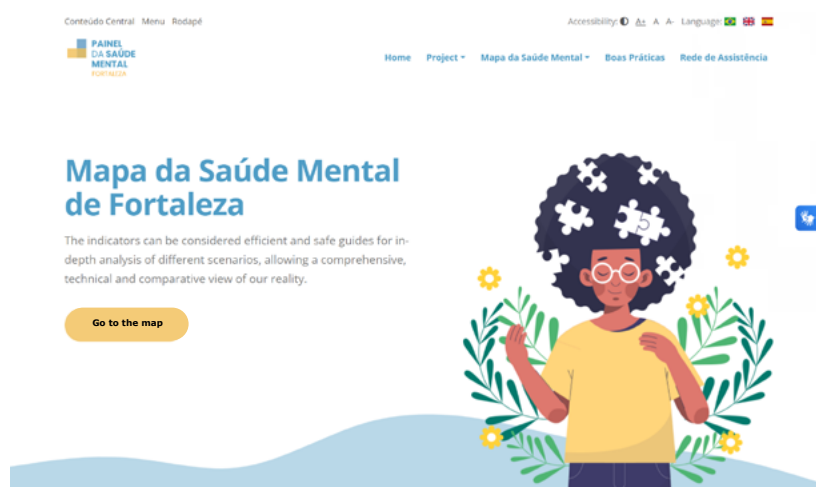 Conteúdo Central Menu Rodapé
Accessibility: A+ A A- Language:
PAINEL
DA SAÚDE
MENTAL
FORTALEZA
Home Project Mapa da Saúde Mental Boas Práticas Rede de Assistência
Mapa da Saúde Mental
de Fortaleza
The indicators can be considered efficient and safe guides for in-
depth analysis of different scenarios, allowing a comprehensive,
technical and comparative view of our reality.
Go to the map